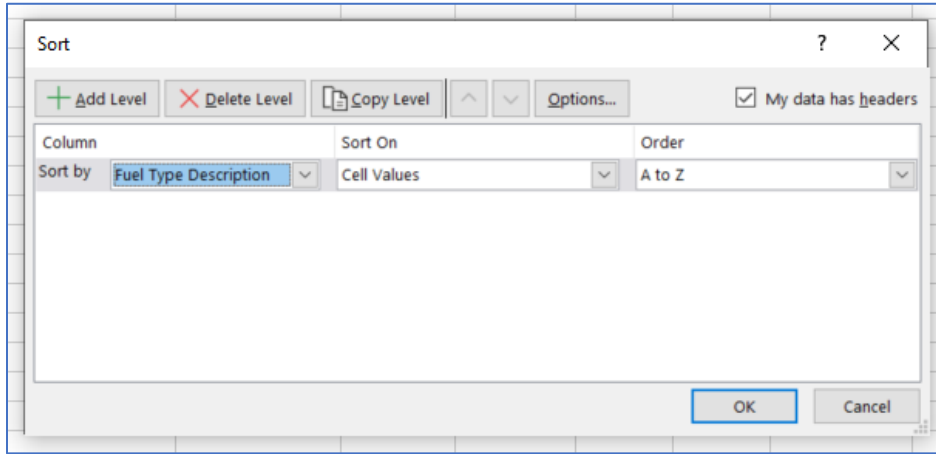 Sort ?
Add Level Delete Level Copy Level Options... My data has headers
Column Sort On Order
Sort by Fuel Type Description Cell Values A to Z
OK Cancel